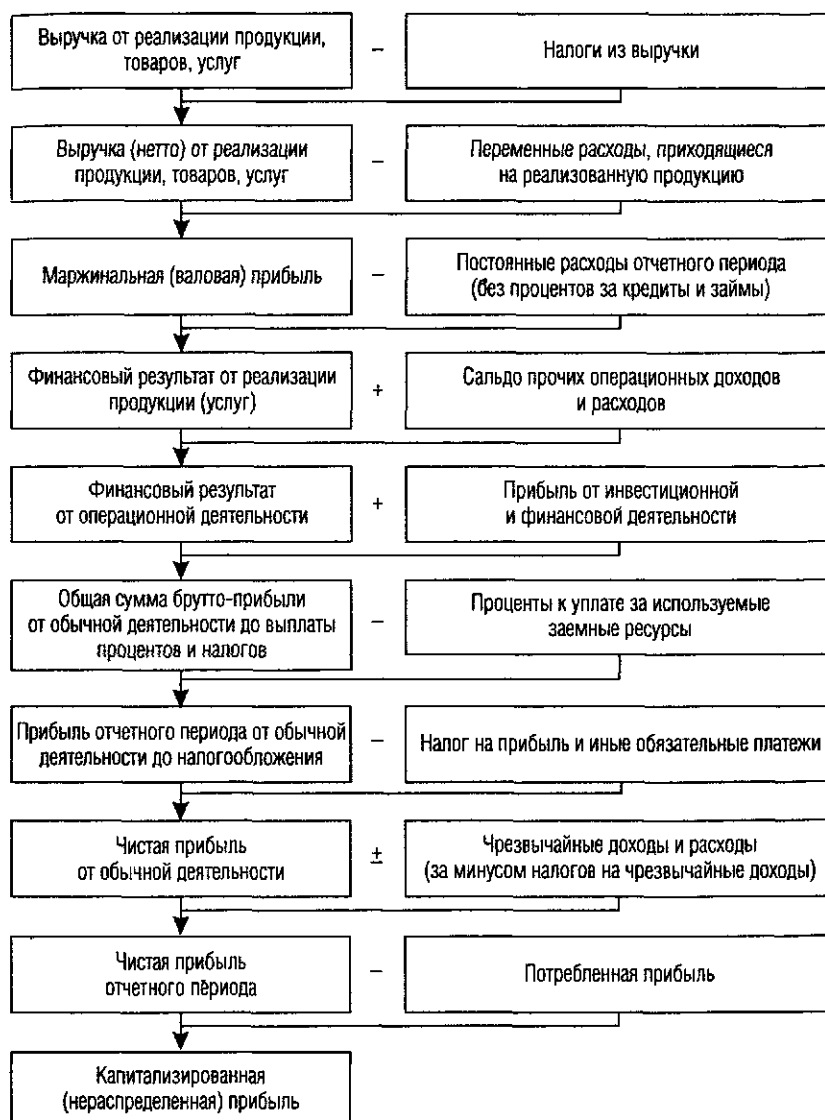 Выручка от реализации продукции,
товаров, услуг
–
Налоги из выручки
Выручка (нетто) от реализации
продукции, товаров, услуг
–
Переменные расходы, приходящиеся
на реализованную продукцию
Маржинальная (валовая) прибыль
–
Постоянные расходы отчетного периода
(без процентов за кредиты и займы)
Финансовый результат от реализации
продукции (услуг)
+
Сальдо прочих операционных доходов
и расходов
Финансовый результат
от операционной деятельности
+
Прибыль от инвестиционной
и финансовой деятельности
Общая сумма брутто-прибыли
от обычной деятельности до выплаты
процентов и налогов
–
Проценты к уплате за используемые
заемные ресурсы
Прибыль отчетного периода от обычной
деятельности до налогообложения
–
Налог на прибыль и иные обязательные платежи
Чистая прибыль
от обычной деятельности
±
Чрезвычайные доходы и расходы
(за минусом налогов на чрезвычайные доходы)
Чистая прибыль
отчетного периода
–
Потребленная прибыль
Капитализированная
(нераспределенная) прибыль